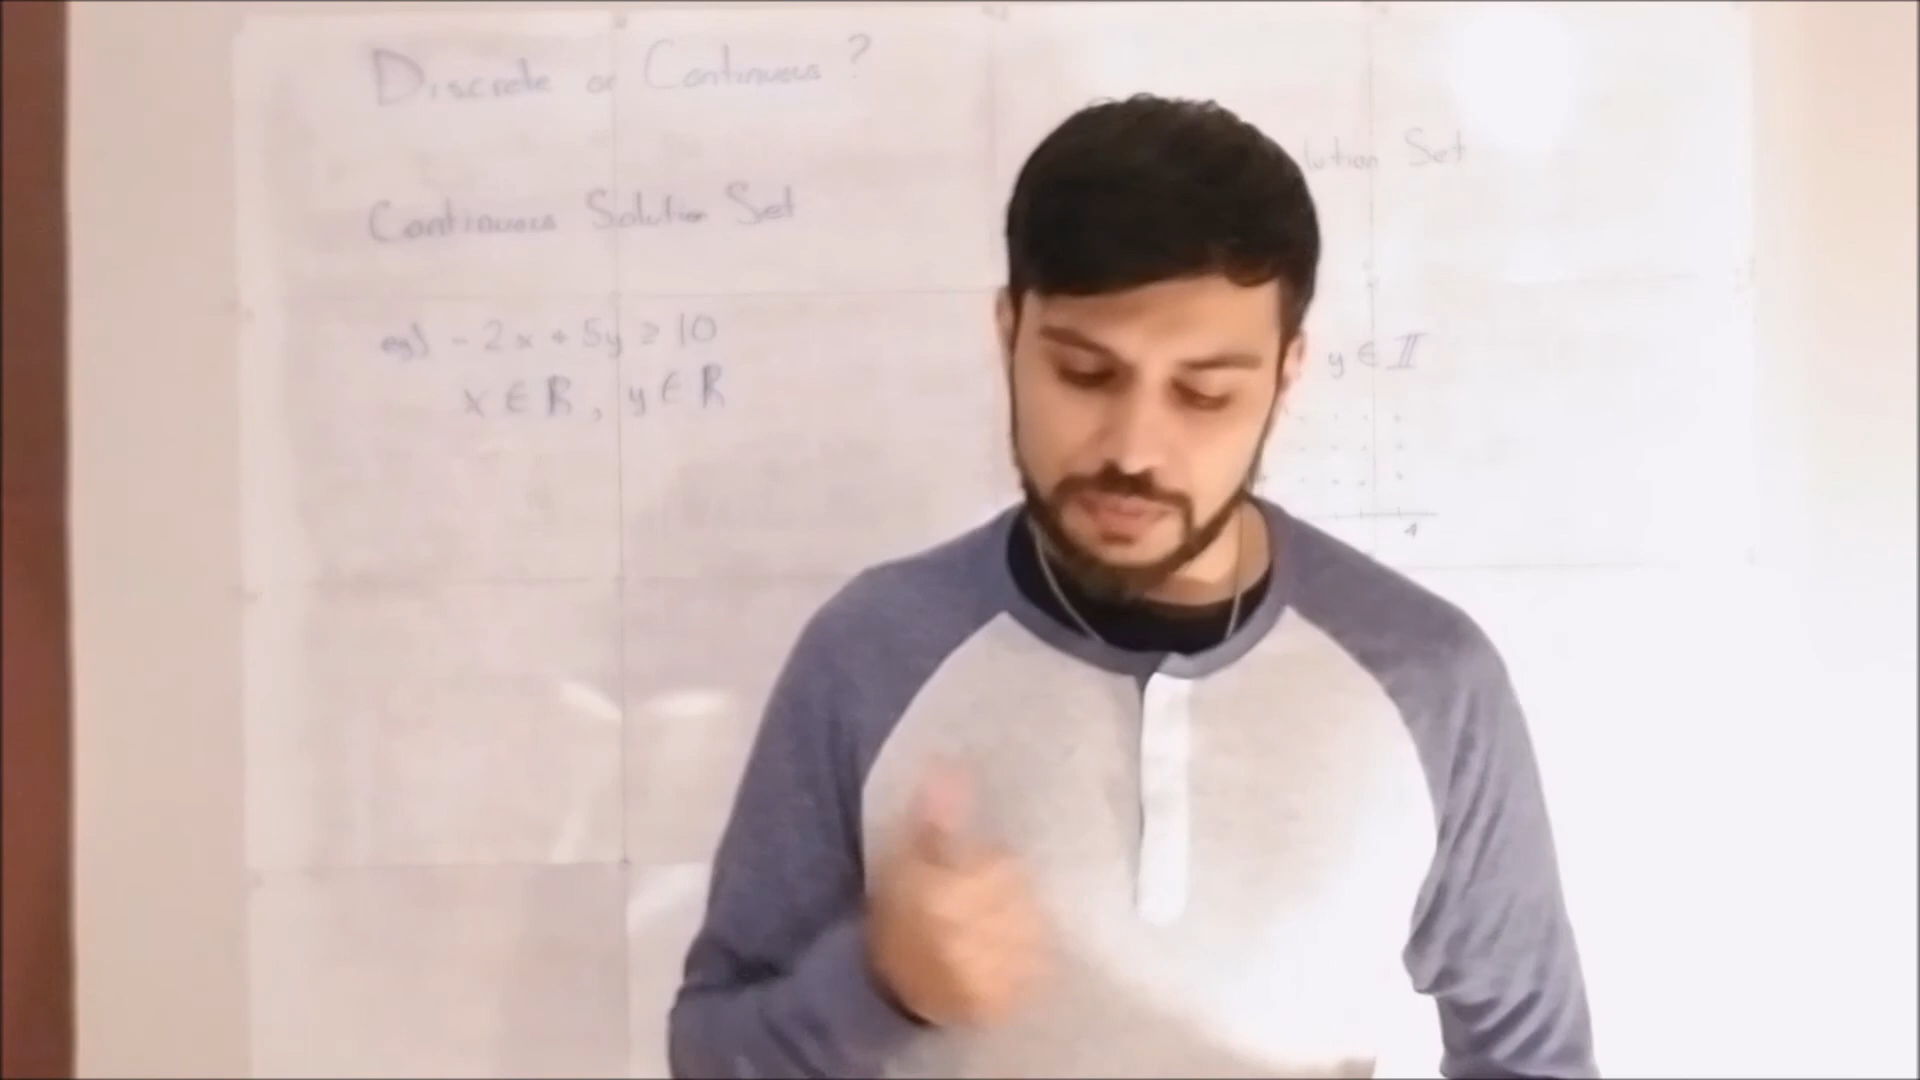 Discrete or Continuous ?
Continuous Solution Set
eg) -2x + 5y ≥ 10
x ∈ R, y ∈ R
lution Set
y ∈ I
4